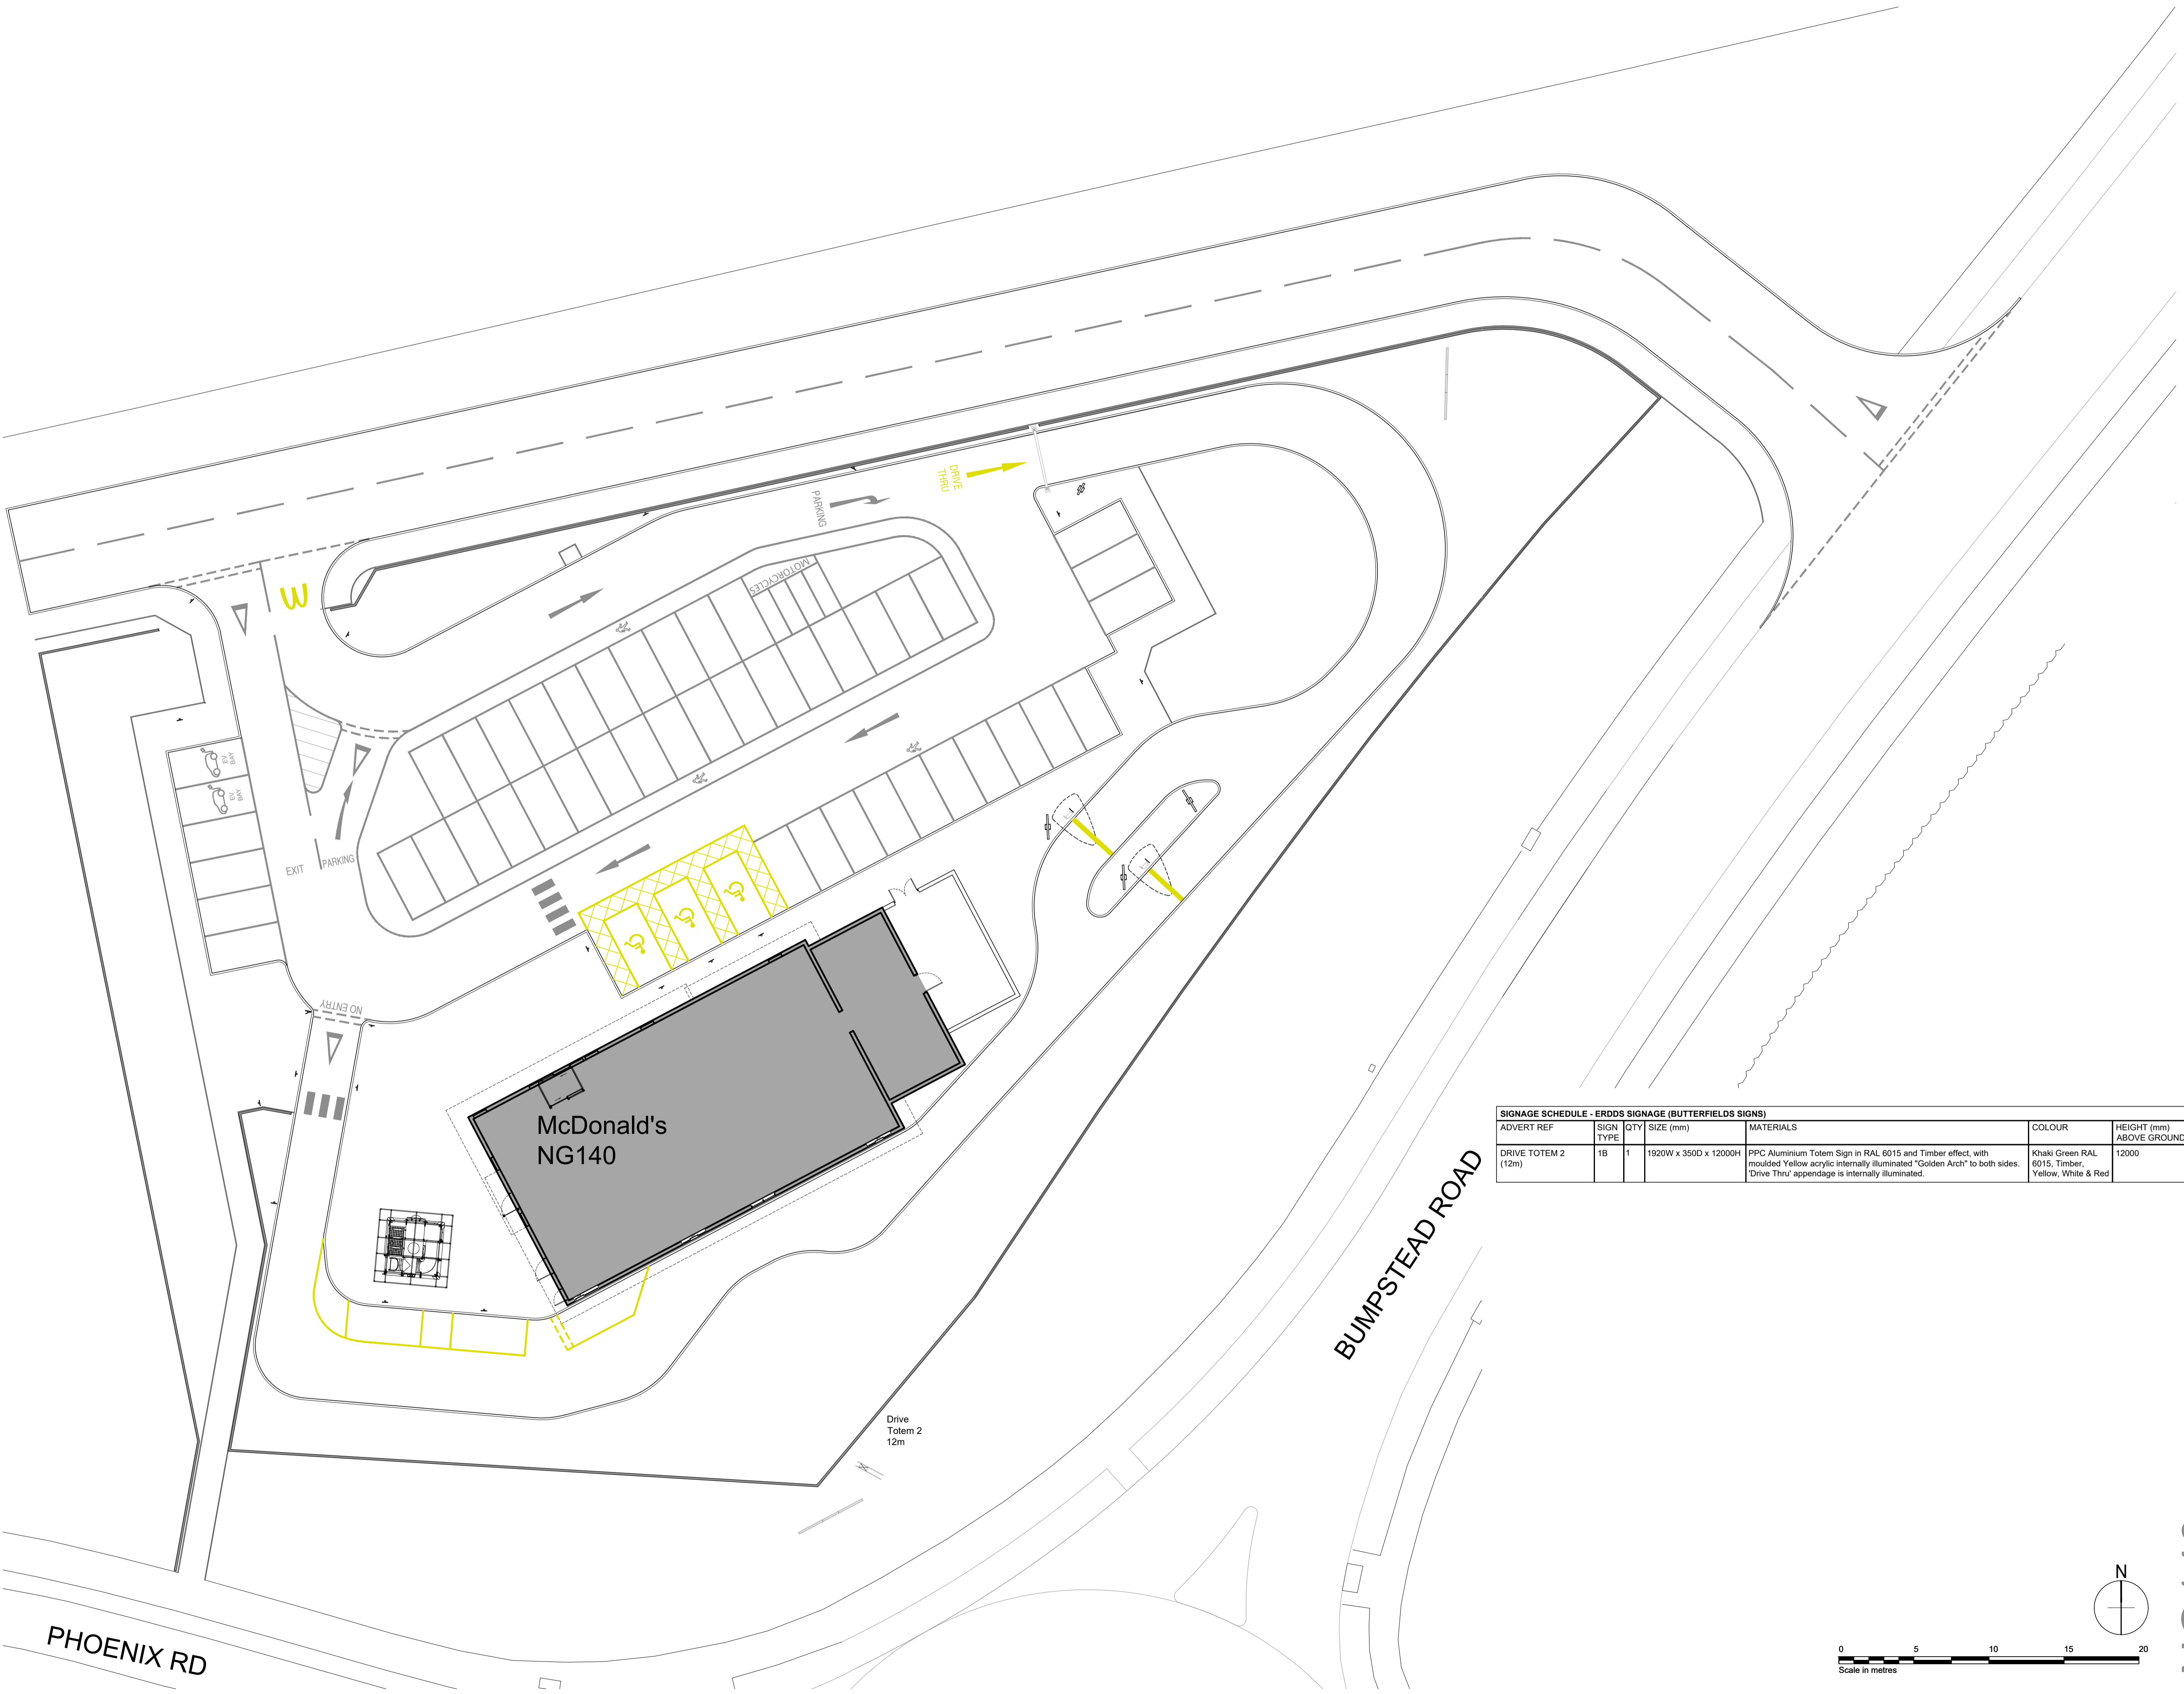 DRIVE
THRU
PARKING
MOTORCYCLES
EV
BAY
EV
BAY
EXIT
PARKING
NO ENTRY
McDonald's
NG140
BUMPSTEAD ROAD
SIGNAGE SCHEDULE - ERDDS SIGNAGE (BUTTERFIELDS SIGNS)
ADVERT REF
SIGN
TYPE
QTY
SIZE (mm)
MATERIALS
COLOUR
HEIGHT (mm)
ABOVE GROUND
DRIVE TOTEM 2
(12m)
1B
1
1920W x 350D x 12000H
PPC Aluminium Totem Sign in RAL 6015 and Timber effect, with
moulded Yellow acrylic internally illuminated "Golden Arch" to both sides.
'Drive Thru' appendage is internally illuminated.
Khaki Green RAL
6015, Timber,
Yellow, White & Red
12000
Drive
Totem 2
12m
PHOENIX RD
N
0 5 10 15 20
Scale in metres